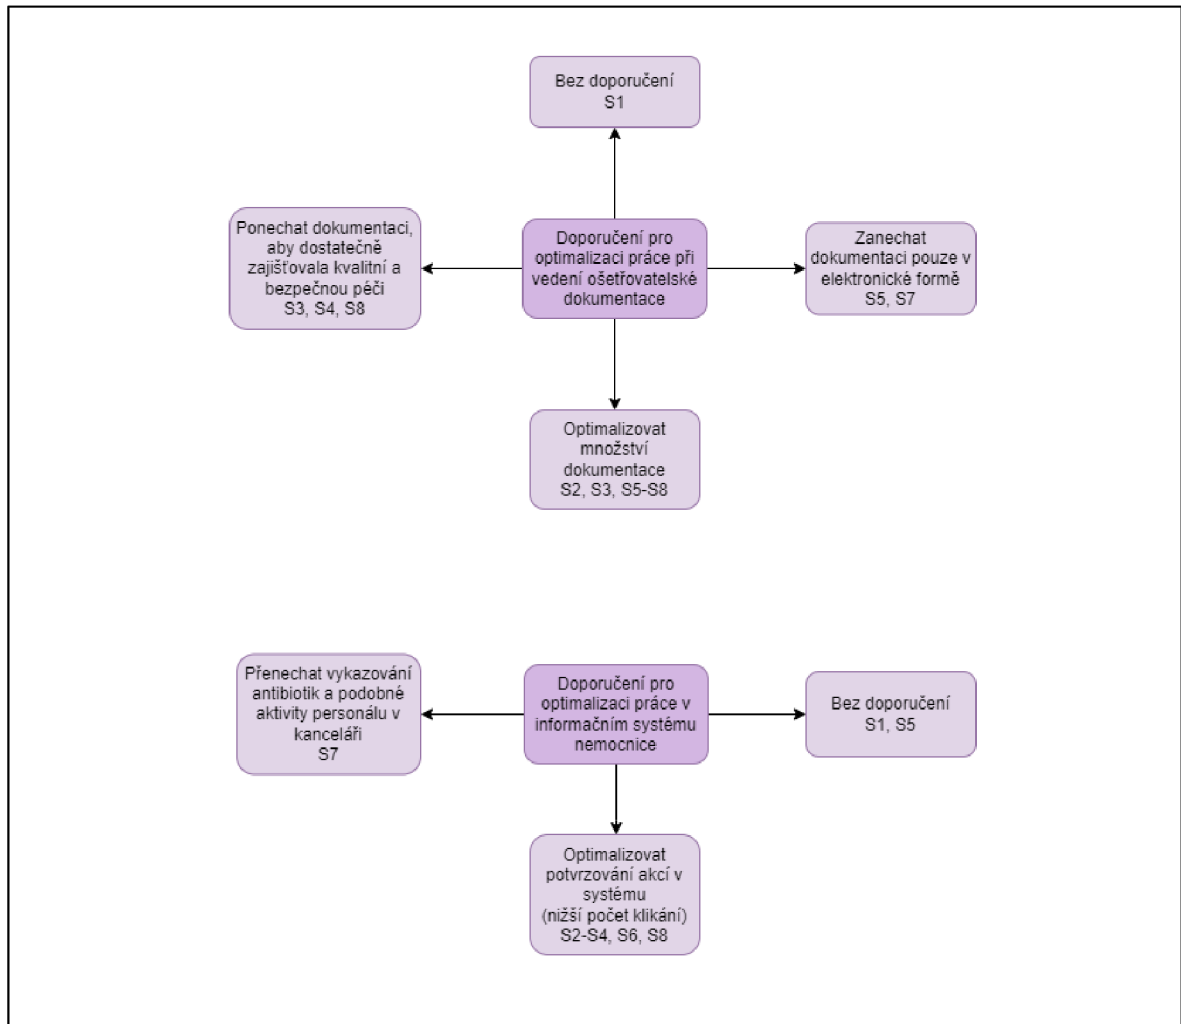 Bez doporučení
S1
Ponechat dokumentaci,
aby dostatečně
zajišťovala kvalitní a
bezpečnou péči
S3, S4, S8
Doporučení pro
optimalizaci práce při
vedení ošetřovatelské
dokumentace
Zanechat
dokumentaci pouze v
elektronické formě
S5, S7
Optimalizovat
množství
dokumentace
S2, S3, S5-S8
Přenechat vykazování
antibiotik a podobné
aktivity personálu v
kanceláři
S7
Doporučení pro
optimalizaci práce v
informačním systému
nemocnice
Bez doporučení
S1, S5
Optimalizovat
potvrzování akcí v
systému
(nižší počet klikání)
S2-S4, S6, S8